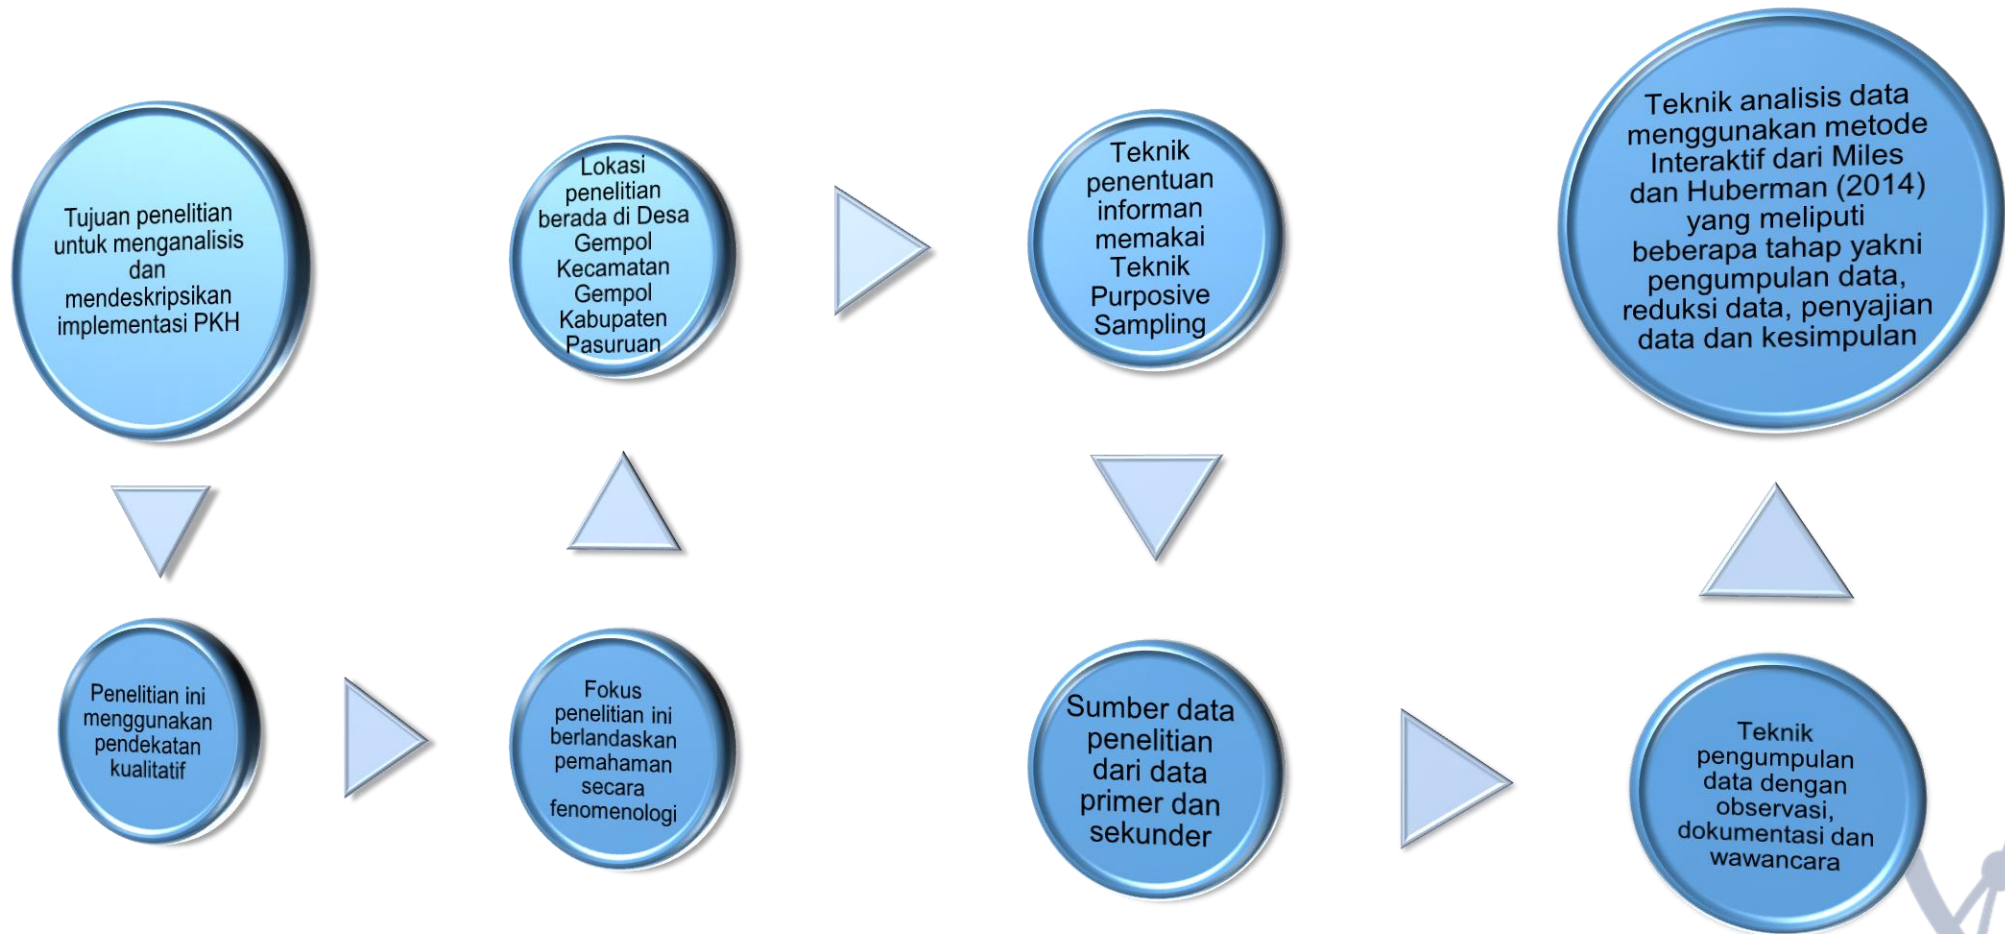 Tujuan penelitian
untuk menganalisis
dan
mendeskripsikan
implementasi PKH
Penelitian ini
menggunakan
pendekatan
kualitatif
Fokus
penelitian ini
berlandaskan
pemahaman
secara
fenomenologi
Lokasi
penelitian
berada di Desa
Gempol
Kecamatan
Gempol
Kabupaten
Pasuruan
Teknik
penentuan
informan
memakai
Teknik
Purposive
Sampling
Sumber data
penelitian
dari data
primer dan
sekunder
Teknik
pengumpulan
data dengan
observasi,
dokumentasi dan
wawancara
Teknik analisis data
menggunakan metode
Interaktif dari Miles
dan Huberman (2014)
yang meliputi
beberapa tahap yakni
pengumpulan data,
reduksi data, penyajian
data dan kesimpulan